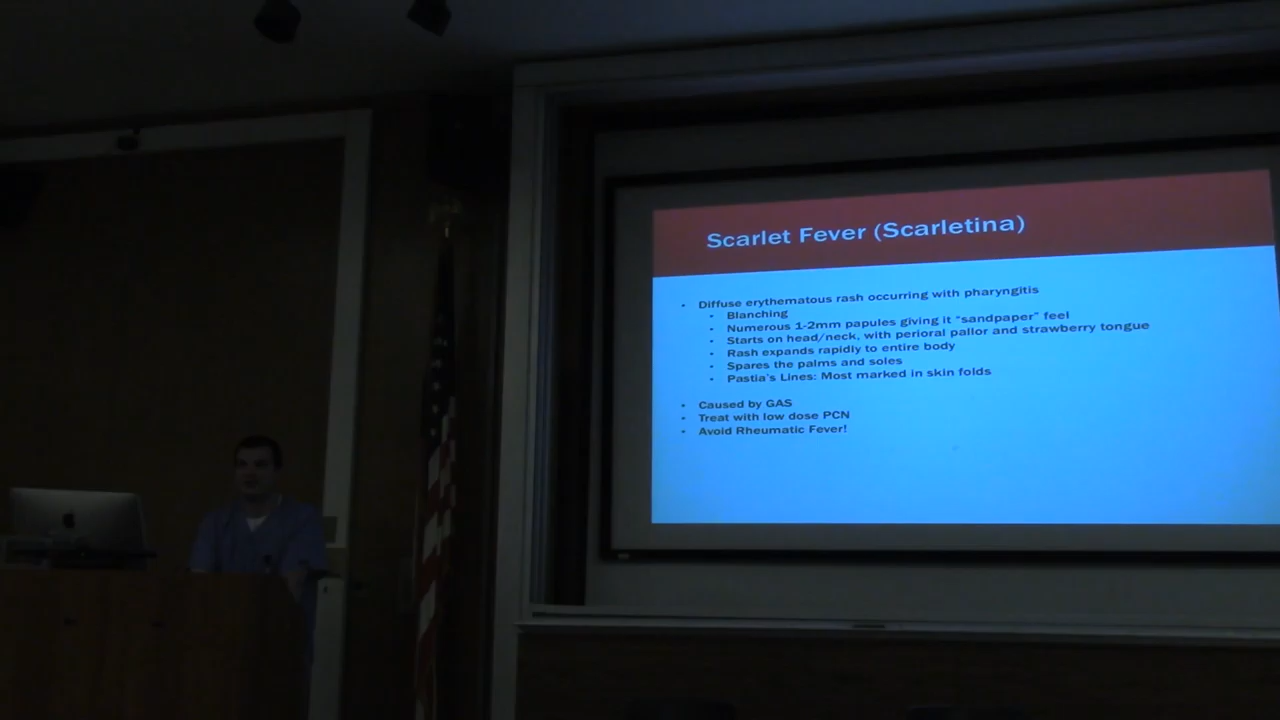 Scarlet Fever (Scarletina)
• Diffuse erythematous rash occurring with pharyngitis
• Blanching
• Numerous 1-2mm papules giving it “sandpaper” feel
• Starts on head/neck, with perioral pallor and strawberry tongue
• Rash expands rapidly to entire body
• Spares the palms and soles
• Pastia's Lines: Most marked in skin folds
• Caused by GAS
• Treat with low dose PCN
• Avoid Rheumatic Fever!